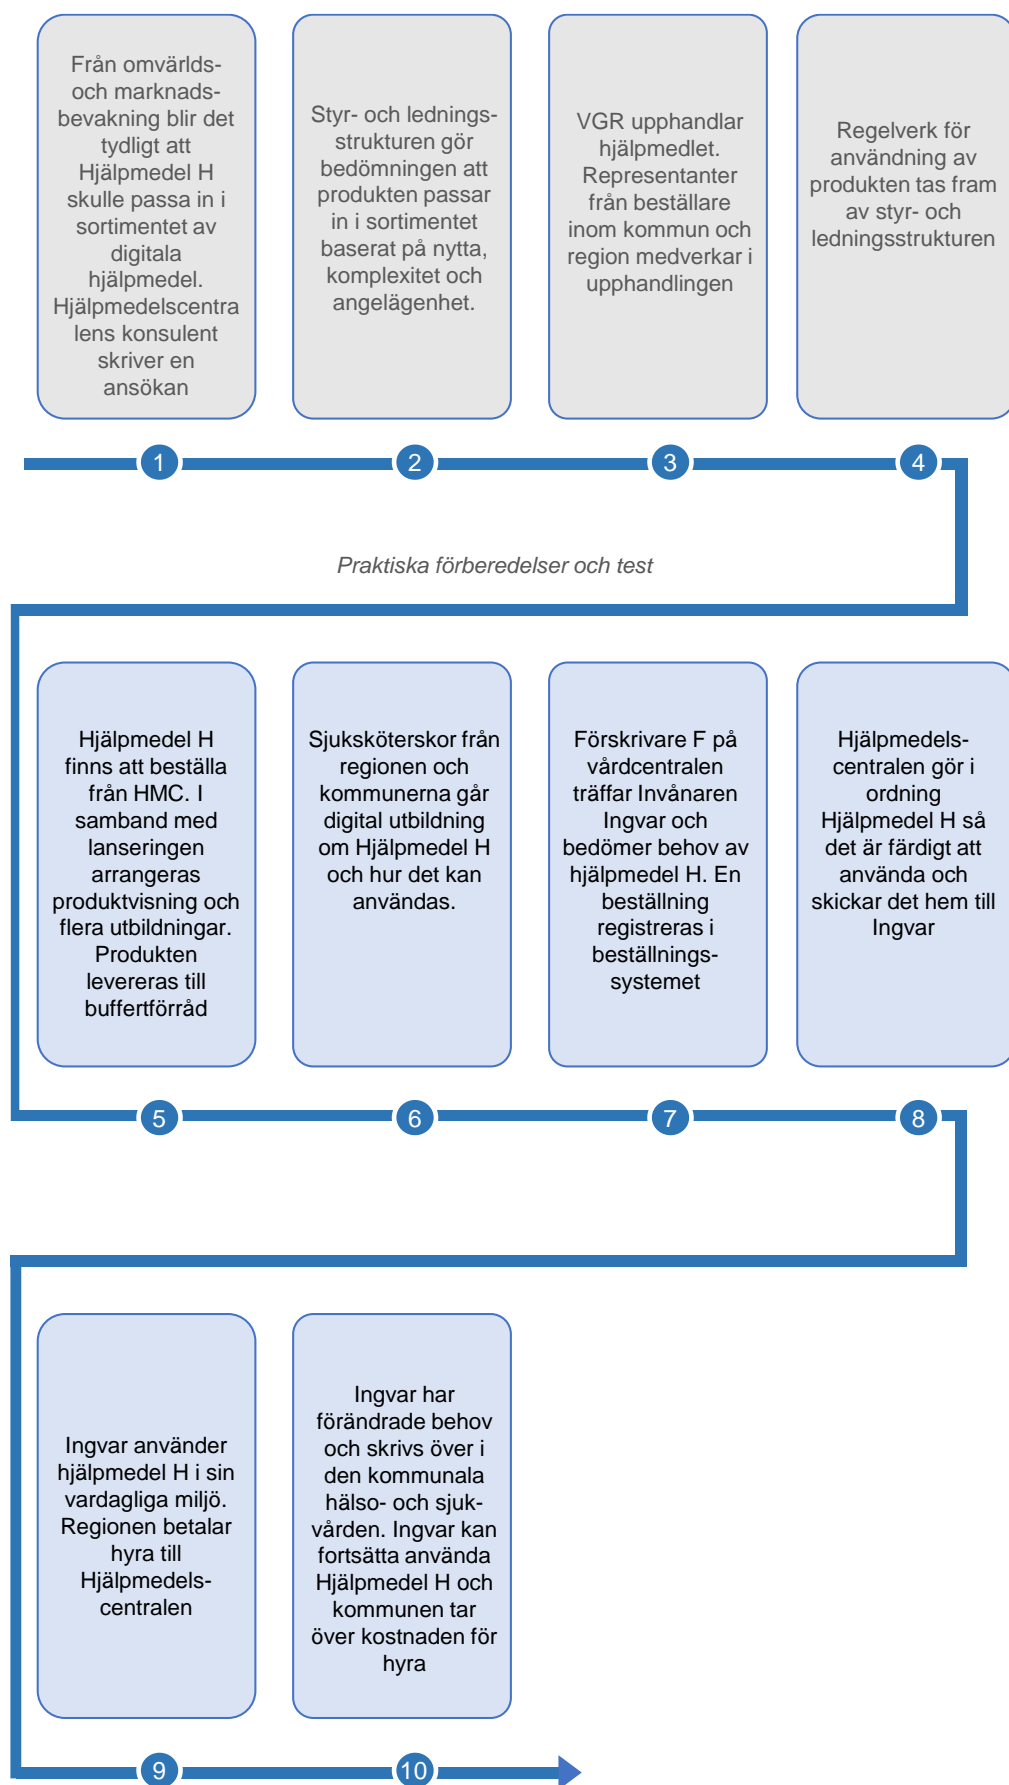 Från omvärlds-
och marknads-
bevakning blir det
tydligt att
Hjälpmedel H
skulle passa in i
sortimentet av
digitala
hjälpmedel.
Hjälpmedelscentra
lens konsulent
skriver en
ansökan
Styr- och lednings-
strukturen gör
bedömningen att
produkten passar
in i sortimentet
baserat på nytta,
komplexitet och
angelägenhet.
VGR upphandlar
hjälpmedlet.
Representanter
från beställare
inom kommun och
region medverkar i
upphandlingen
Regelverk för
användning av
produkten tas fram
av styr- och
ledningsstrukturen
1
2
3
4
Praktiska förberedelser och test
Hjälpmedel H
finns att beställa
från HMC. I
samband med
lanseringen
arrangeras
produktvisning och
flera utbildningar.
Produkten
levereras till
buffertförråd
Sjuksköterskor från
regionen och
kommunerna går
digital utbildning
om Hjälpmedel H
och hur det kan
användas.
Förskrivare F på
vårdcentralen
träffar Invånaren
Ingvar och
bedömer behov av
hjälpmedel H. En
beställning
registreras i
beställnings-
systemet
Hjälpmedels-
centralen gör i
ordning
Hjälpmedel H så
det är färdigt att
använda och
skickar det hem till
Ingvar
5
6
7
8
Ingvar använder
hjälpmedel H i sin
vardagliga miljö.
Regionen betalar
hyra till
Hjälpmedels-
centralen
Ingvar har
förändrade behov
och skrivs över i
den kommunala
hälso- och sjuk-
vården. Ingvar kan
fortsätta använda
Hjälpmedel H och
kommunen tar
över kostnaden för
hyra
9
10